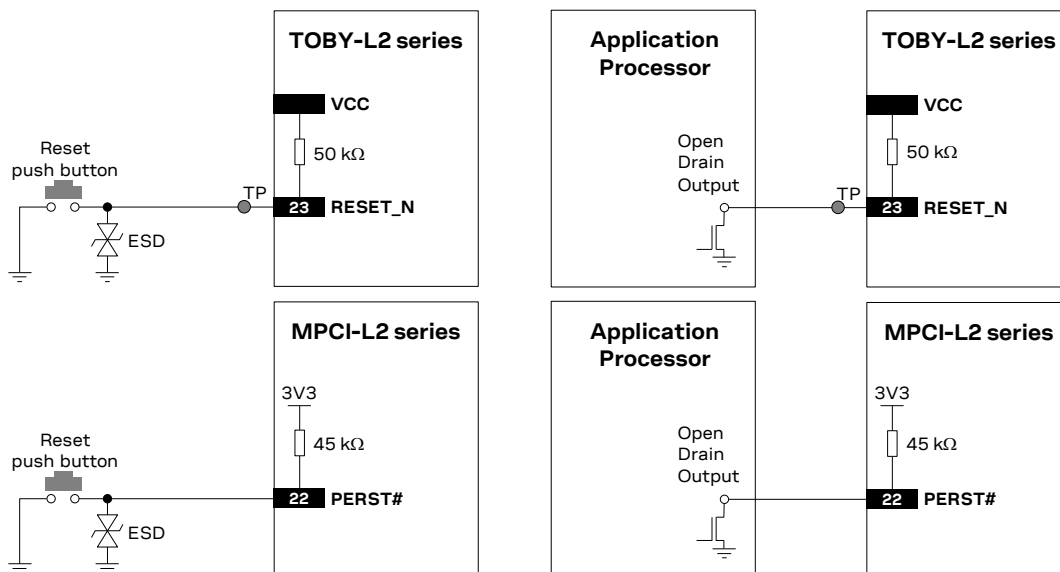 TOBY-L2 series
VCC
50 kΩ
Reset
push button
TP
23 RESET_N
ESD
Application
Processor
Open
Drain
Output
TOBY-L2 series
VCC
50 kΩ
TP
23 RESET_N
MPCI-L2 series
3V3
45 kΩ
Reset
push button
22 PERST#
ESD
Application
Processor
Open
Drain
Output
MPCI-L2 series
3V3
45 kΩ
22 PERST#